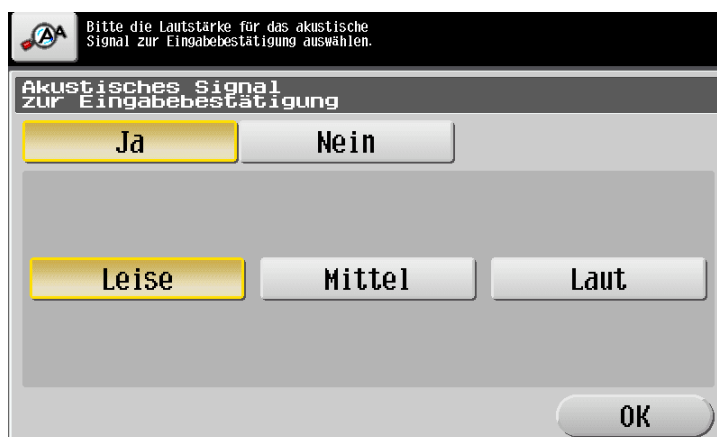 Bitte die Lautstärke für das akustische
Signal zur Eingabebestätigung auswählen.
Akustisches Signal
zur Eingabebestätigung
Ja Nein
Leise Mittel Laut
OK